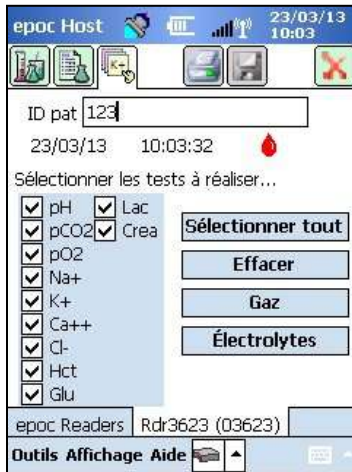 epoc Host 23/03/13
10:03
K+
ID pat 123
23/03/13 10:03:32
Sélectionner les tests à réaliser...
pH Lac
pCO2 Crea
pO2
Na+
K+
Ca++
Cl-
Hct
Glu
Sélectionner tout
Effacer
Gaz
Électrolytes
epoc Readers Rdr3623 (03623)
Outils Affichage Aide